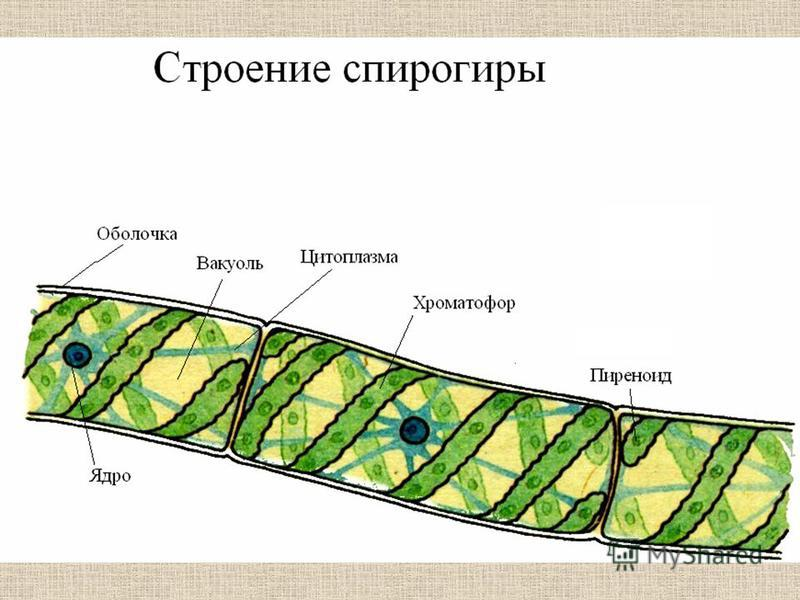 Строение спирогиры
Оболочка
Вакуоль
Цитоплазма
Хроматофор
Пиреноид
Ядро
MyShared